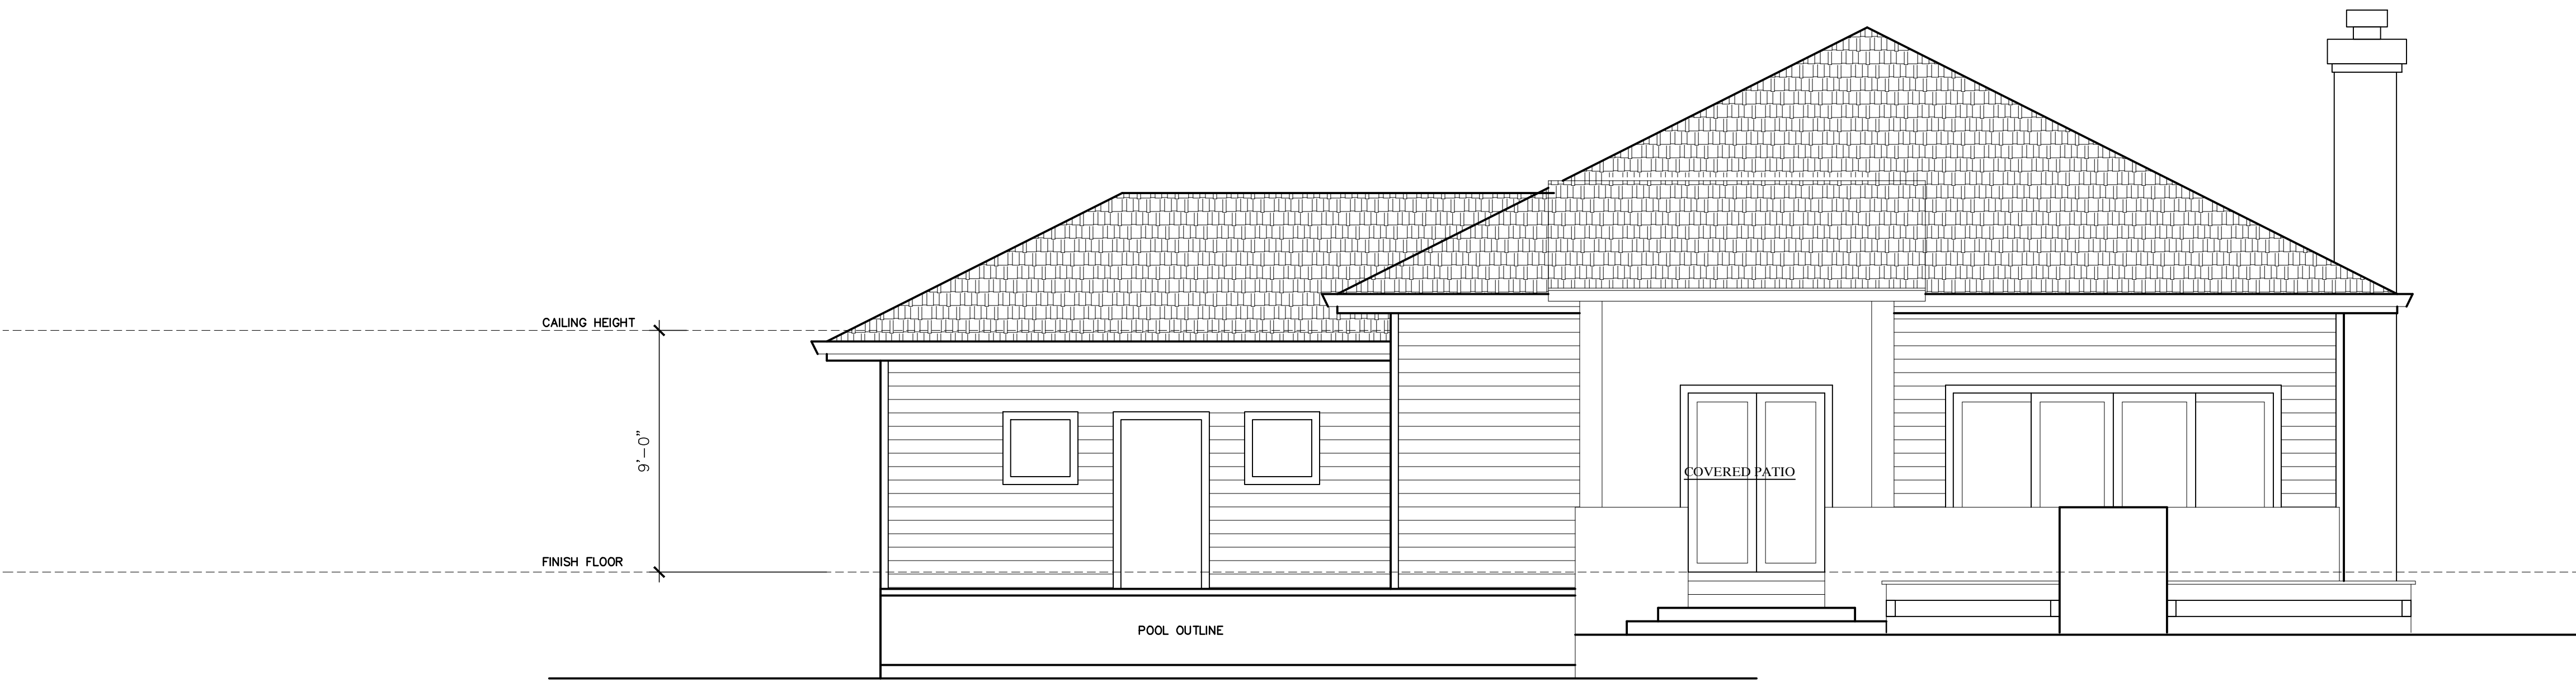 CAILING HEIGHT
9'-0"
COVERED PATIO
FINISH FLOOR
POOL OUTLINE